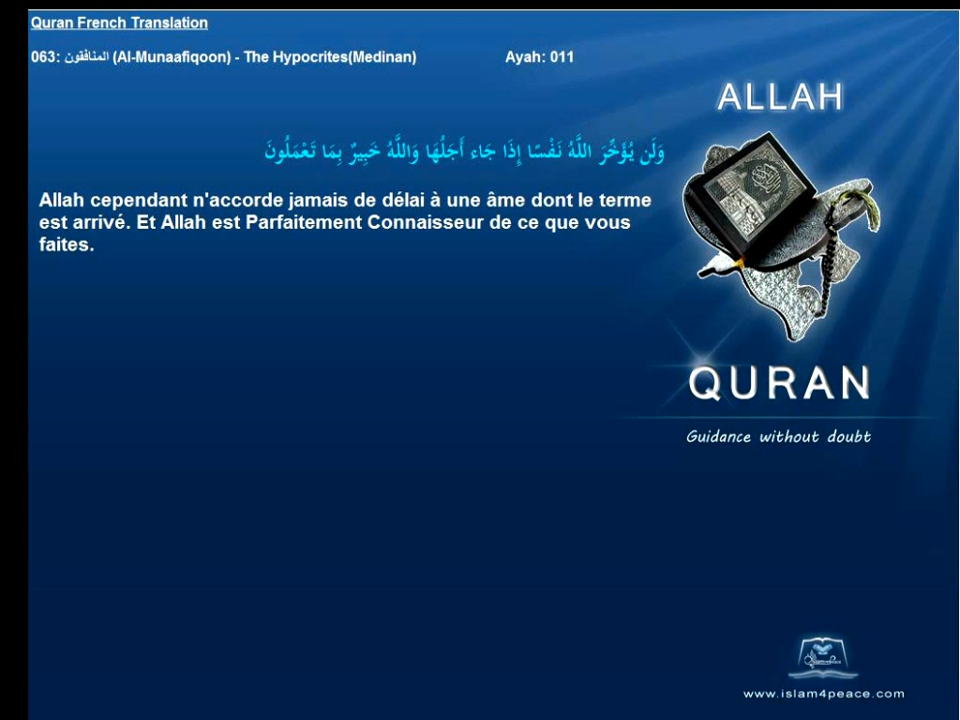 Quran French Translation
063: المنافقون (Al-Munaafiqoon) - The Hypocrites(Medinan) Ayah: 011
ALLAH
وَلَن يُؤَخِّرَ اللَّهُ نَفْسًا إِذَا جَاء أَجَلُهَا وَاللَّهُ خَبِيرٌ بِمَا تَعْمَلُونَ
Allah cependant n'accorde jamais de délai à une âme dont le terme
est arrivé. Et Allah est Parfaitement Connaisseur de ce que vous
faites.
QURAN
Guidance without doubt
www.islam4peace.com